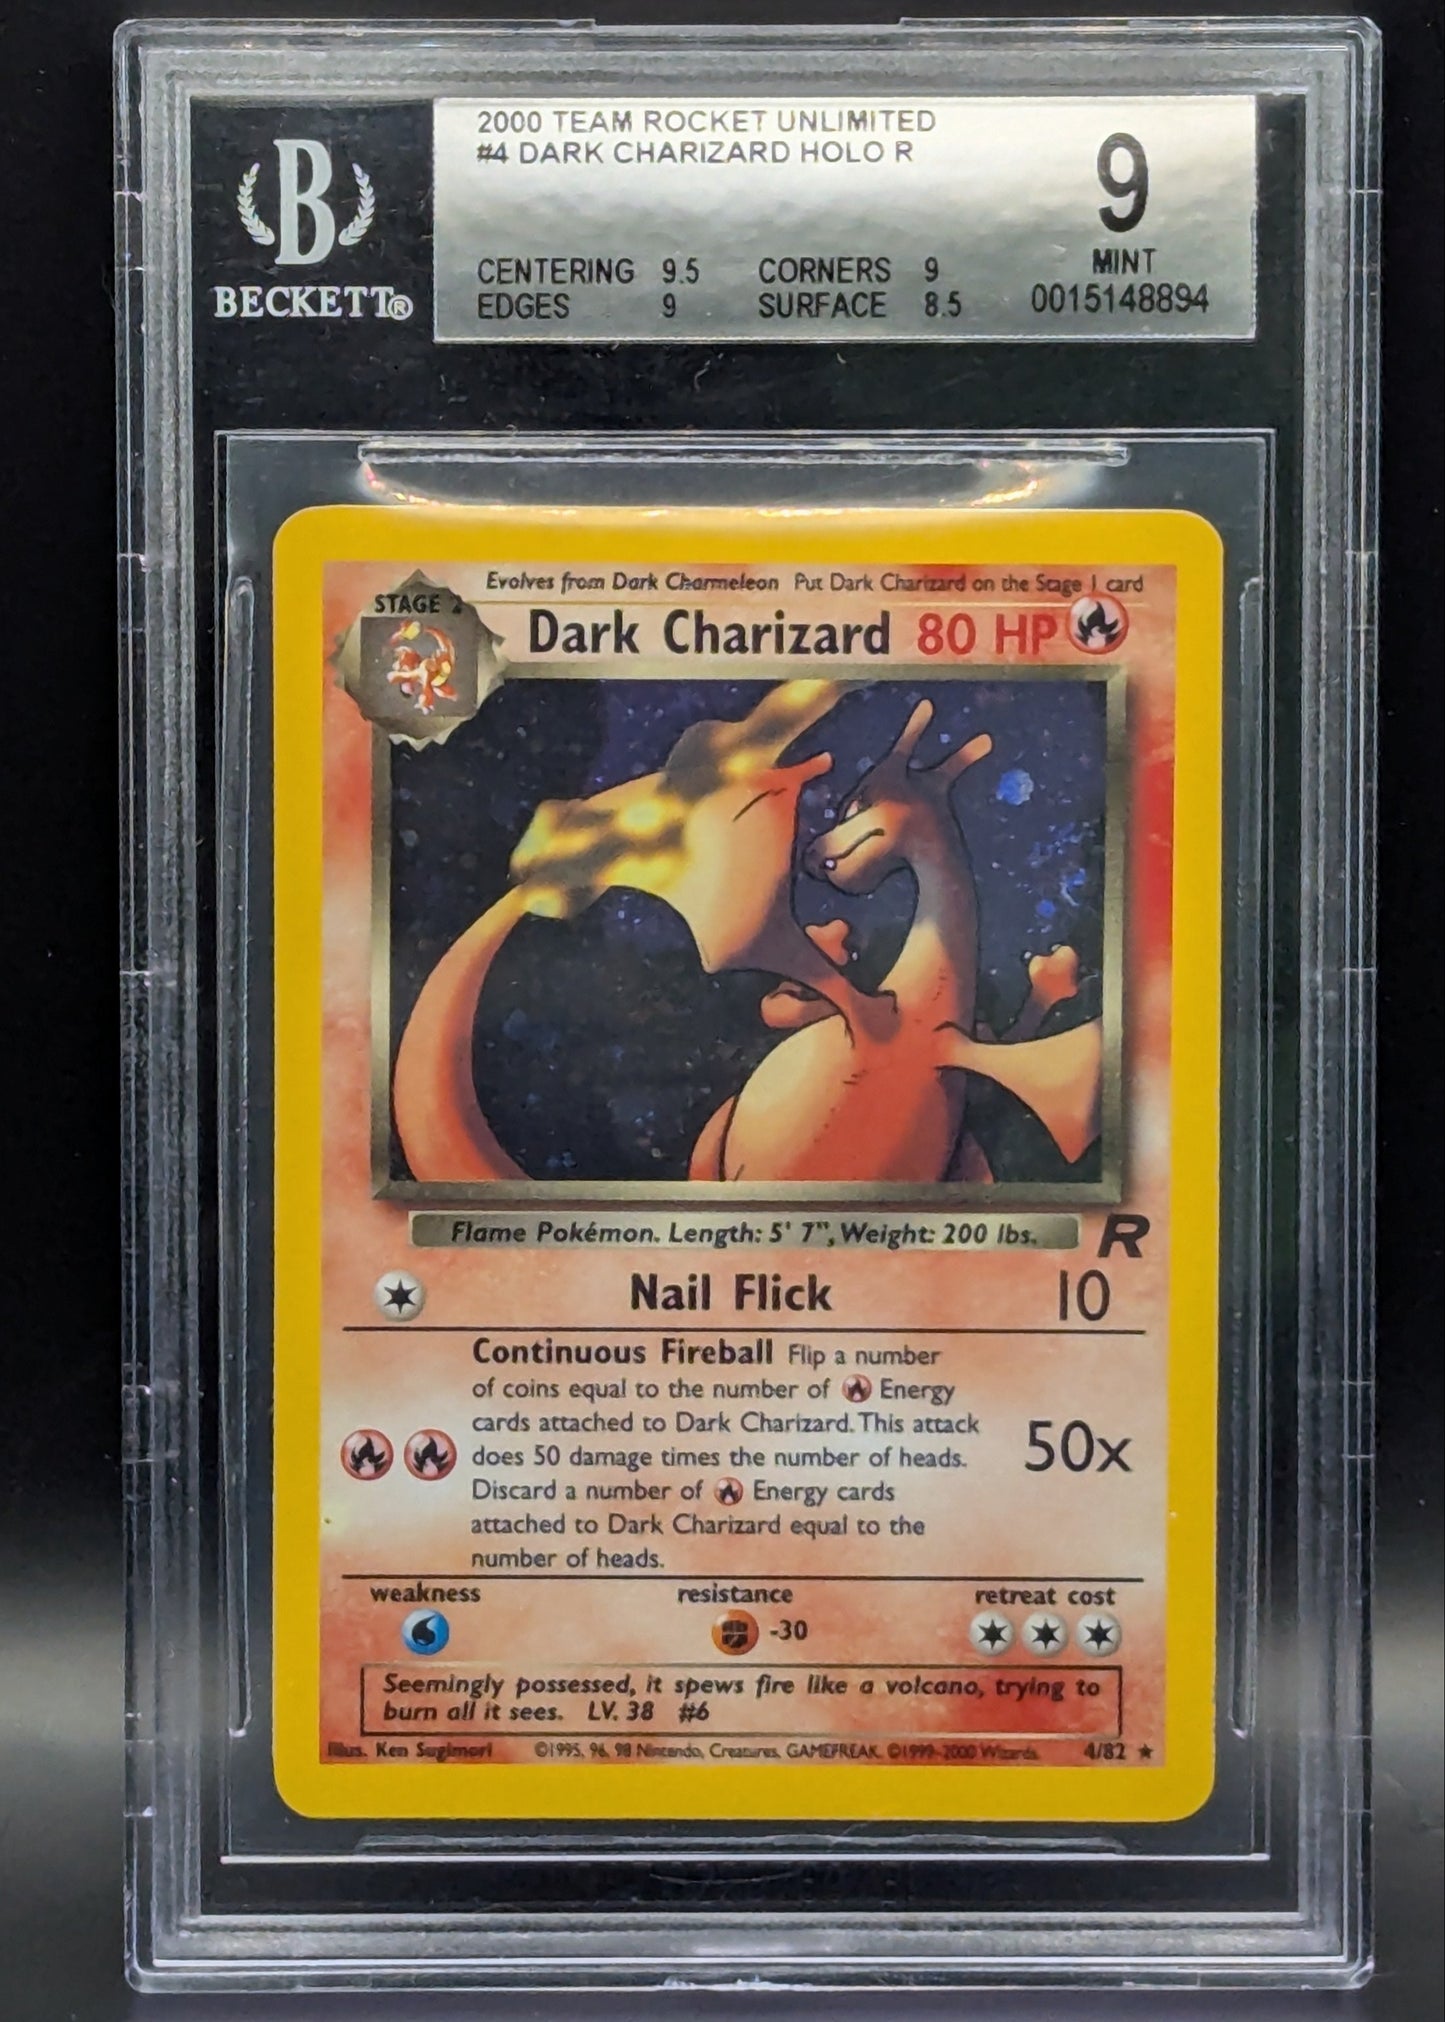 2000 TEAM ROCKET UNLIMITED
#4 DARK CHARIZARD HOLO R
9
MINT
0015148894
CENTERING 9.5 CORNERS 9
EDGES 9 SURFACE 8.5
B
BECKETT®
Evolves from Dark Charmeleon Put Dark Charizard on the Stage 1 card
STAGE 2
Dark Charizard 80 HP
Flame Pokémon. Length: 5' 7", Weight: 200 lbs.
R
Nail Flick 10
Continuous Fireball Flip a number
of coins equal to the number of Energy
cards attached to Dark Charizard. This attack
does 50 damage times the number of heads.
Discard a number of Energy cards
attached to Dark Charizard equal to the
number of heads.
50x
weakness resistance retreat cost
-30
Seemingly possessed, it spews fire like a volcano, trying to
burn all it sees. LV. 38 #6
Illus. Ken Sugimori ©1995, 96, 98 Nintendo, Creatures, GAMEFREAK. ©1999-2000 Wizards. 4/82 ★